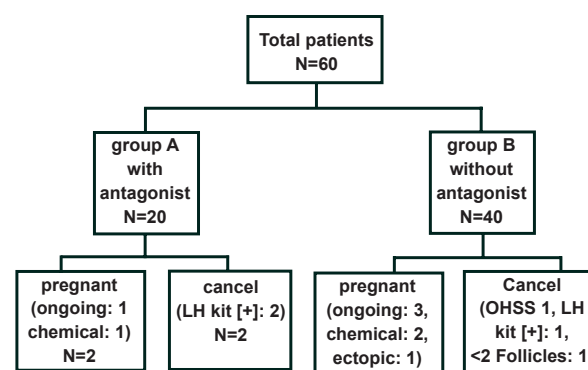 Total patients
N=60
group A
with
antagonist
N=20
group B
without
antagonist
N=40
pregnant
(ongoing: 1
chemical: 1)
N=2
cancel
(LH kit [+]: 2)
N=2
pregnant
(ongoing: 3,
chemical: 2,
ectopic: 1)
Cancel
(OHSS 1, LH
kit [+]: 1,
<2 Follicles: 1